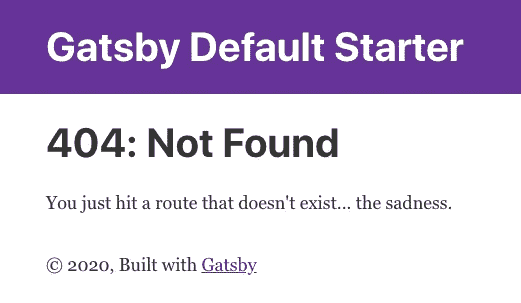 Gatsby Default Starter
404: Not Found
You just hit a route that doesn't exist... the sadness.
© 2020, Built with Gatsby